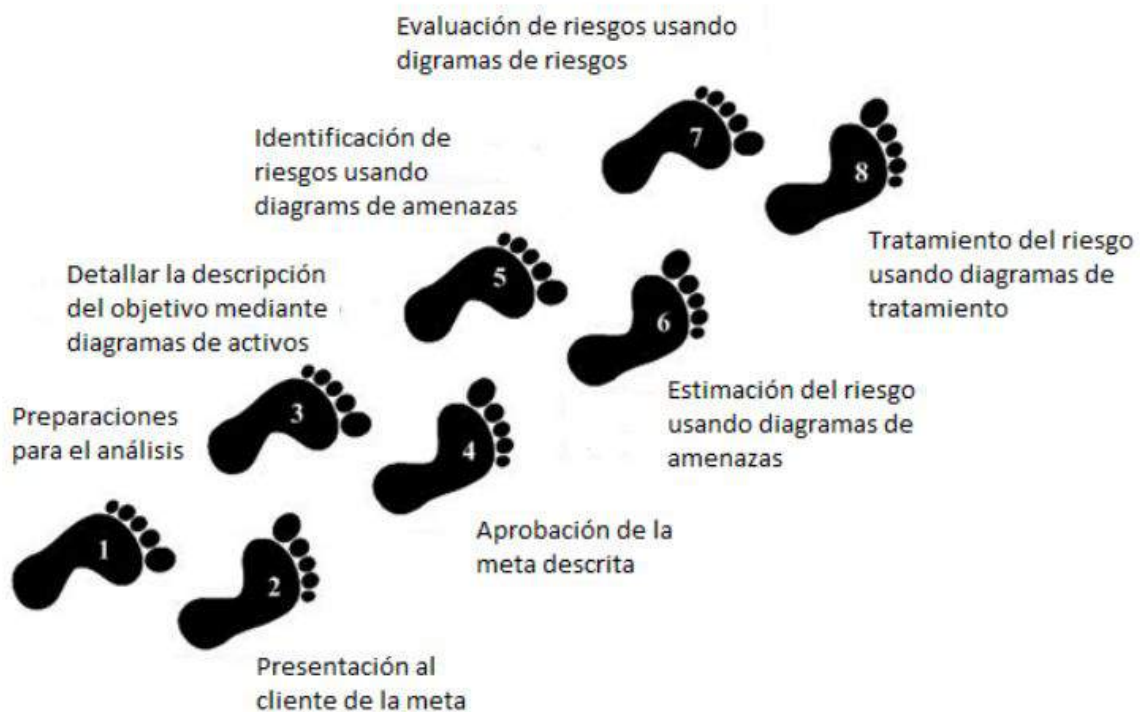 Evaluación de riesgos usando
digramas de riesgos
7
8
Identificación de
riesgos usando
diagrams de amenazas
Tratamiento del riesgo
usando diagramas de
tratamiento
5
6
Detallar la descripción
del objetivo mediante
diagramas de activos
Estimación del riesgo
usando diagramas de
amenazas
Preparaciones
para el análisis
3
4
Aprobación de la
meta descrita
1
2
Presentación al
cliente de la meta